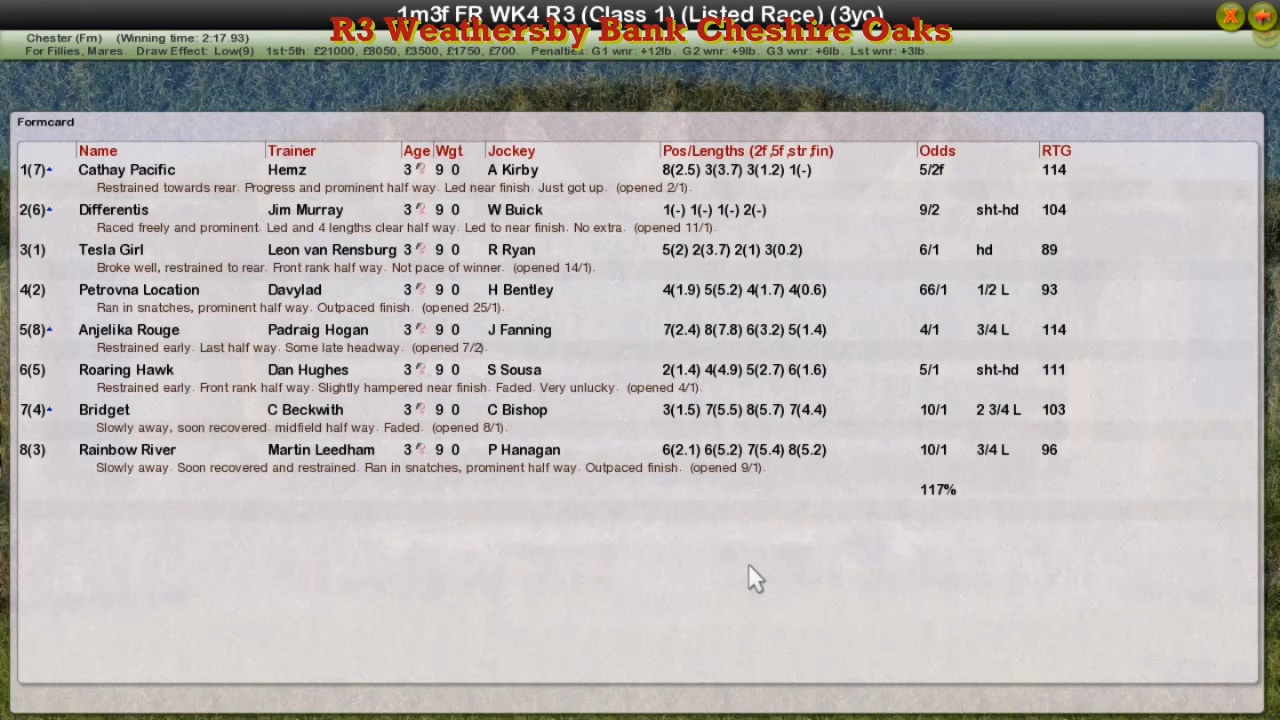 1m3f FR WK4 R3 (Class 1) (Listed Race) (3yo)
R3 Weathersby Bank Cheshire Oaks
Chester (Fm) (Winning time: 2:17.93)
For Fillies, Mares. Draw Effect: Low(9) 1st-5th: £21000, £8050, £3500, £1750, £700. Penalties: G1 wnr: +12lb. G2 wnr: +9lb. G3 wnr: +6lb. Lst wnr: +3lb.
Formcard
Name Trainer Age Wgt Jockey Pos/Lengths (2f,5f,str,fin) Odds RTG
1(7) Cathay Pacific Hemz 3 9 0 A Kirby 8(2.5) 3(3.7) 3(1.2) 1(-) 5/2f 114
Restrained towards rear. Progress and prominent half way. Led near finish. Just got up. (opened 2/1).
2(6) Differentis Jim Murray 3 9 0 W Buick 1(-) 1(-) 1(-) 2(-) 9/2 sht-hd 104
Raced freely and prominent. Led and 4 lengths clear half way. Led to near finish. No extra. (opened 11/1).
3(1) Tesla Girl Leon van Rensburg 3 9 0 R Ryan 5(2) 2(3.7) 2(1) 3(0.2) 6/1 hd 89
Broke well, restrained to rear. Front rank half way. Not pace of winner. (opened 14/1).
4(2) Petrovna Location Davylad 3 9 0 H Bentley 4(1.9) 5(5.2) 4(1.7) 4(0.6) 66/1 1/2 L 93
Ran in snatches, prominent half way. Outpaced finish. (opened 25/1).
5(8) Anjelika Rouge Padraig Hogan 3 9 0 J Fanning 7(2.4) 8(7.8) 6(3.2) 5(1.4) 4/1 3/4 L 114
Restrained early. Last half way. Some late headway. (opened 7/2).
6(5) Roaring Hawk Dan Hughes 3 9 0 S Sousa 2(1.4) 4(4.9) 5(2.7) 6(1.6) 5/1 sht-hd 111
Restrained early. Front rank half way. Slightly hampered near finish. Faded. Very unlucky. (opened 4/1).
7(4) Bridget C Beckwith 3 9 0 C Bishop 3(1.5) 7(5.5) 8(5.7) 7(4.4) 10/1 2 3/4 L 103
Slowly away, soon recovered. midfield half way. Faded. (opened 8/1).
8(3) Rainbow River Martin Leedham 3 9 0 P Hanagan 6(2.1) 6(5.2) 7(5.4) 8(5.2) 10/1 3/4 L 96
Slowly away. Soon recovered and restrained. Ran in snatches, prominent half way. Outpaced finish. (opened 9/1).
117%